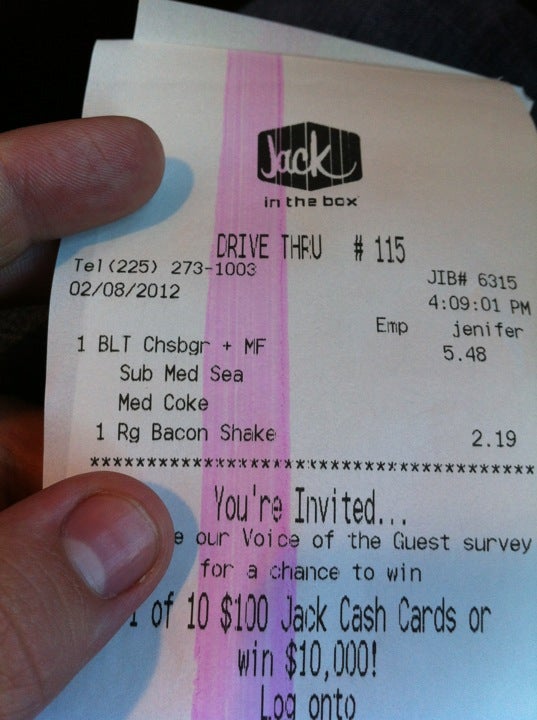 Jack
in the box
DRIVE THRU # 115
Tel (225) 273-1003
JIB# 6315
02/08/2012
4:09:01 PM
Emp jenifer
1 BLT Chsbgr + MF 5.48
Sub Med Sea
Med Coke
1 Rg Bacon Shake 2.19
****************************************
You're Invited...
our Voice of the Guest survey
for a chance to win
1 of 10 $100 Jack Cash Cards or
win $10,000!
Log onto